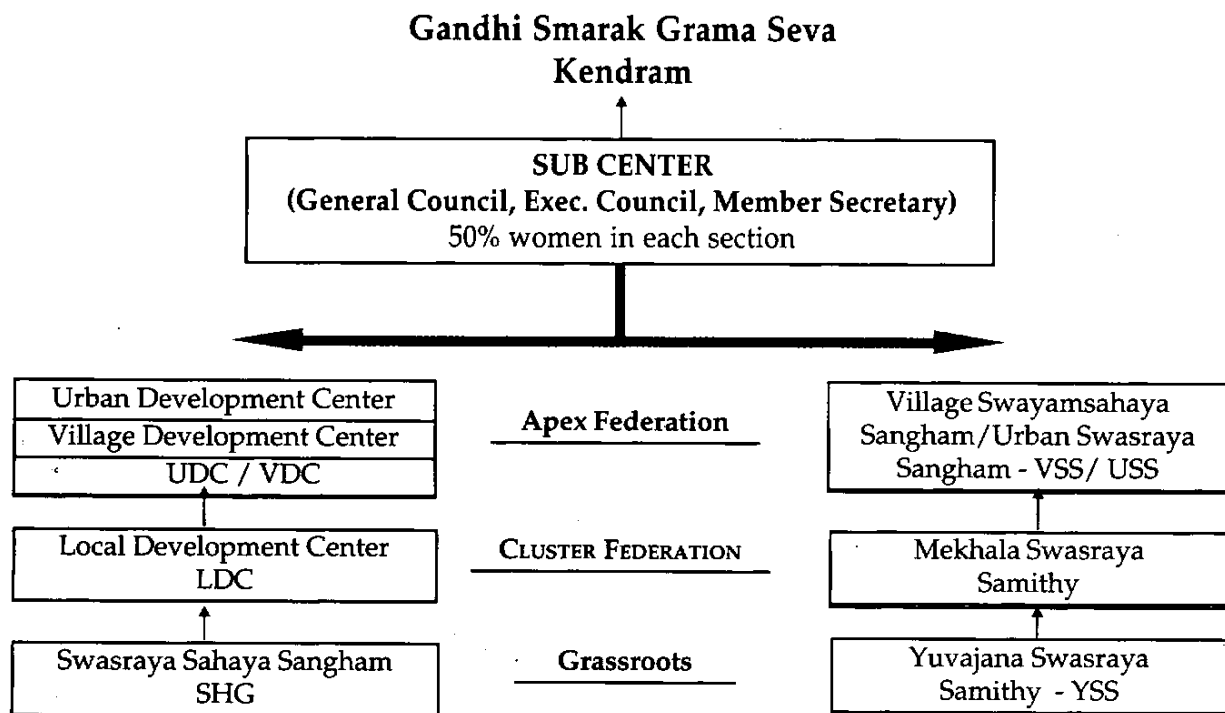 Gandhi Smarak Grama Seva
Kendram
SUB CENTER
(General Council, Exec. Council, Member Secretary)
50% women in each section
Urban Development Center
Village Development Center
UDC / VDC
Apex Federation
Village Swayamsahaya
Sangham/Urban Swasraya
Sangham - VSS/ USS
Local Development Center
LDC
CLUSTER FEDERATION
Mekhala Swasraya
Samithy
Swasraya Sahaya Sangham
SHG
Grassroots
Yuvajana Swasraya
Samithy - YSS